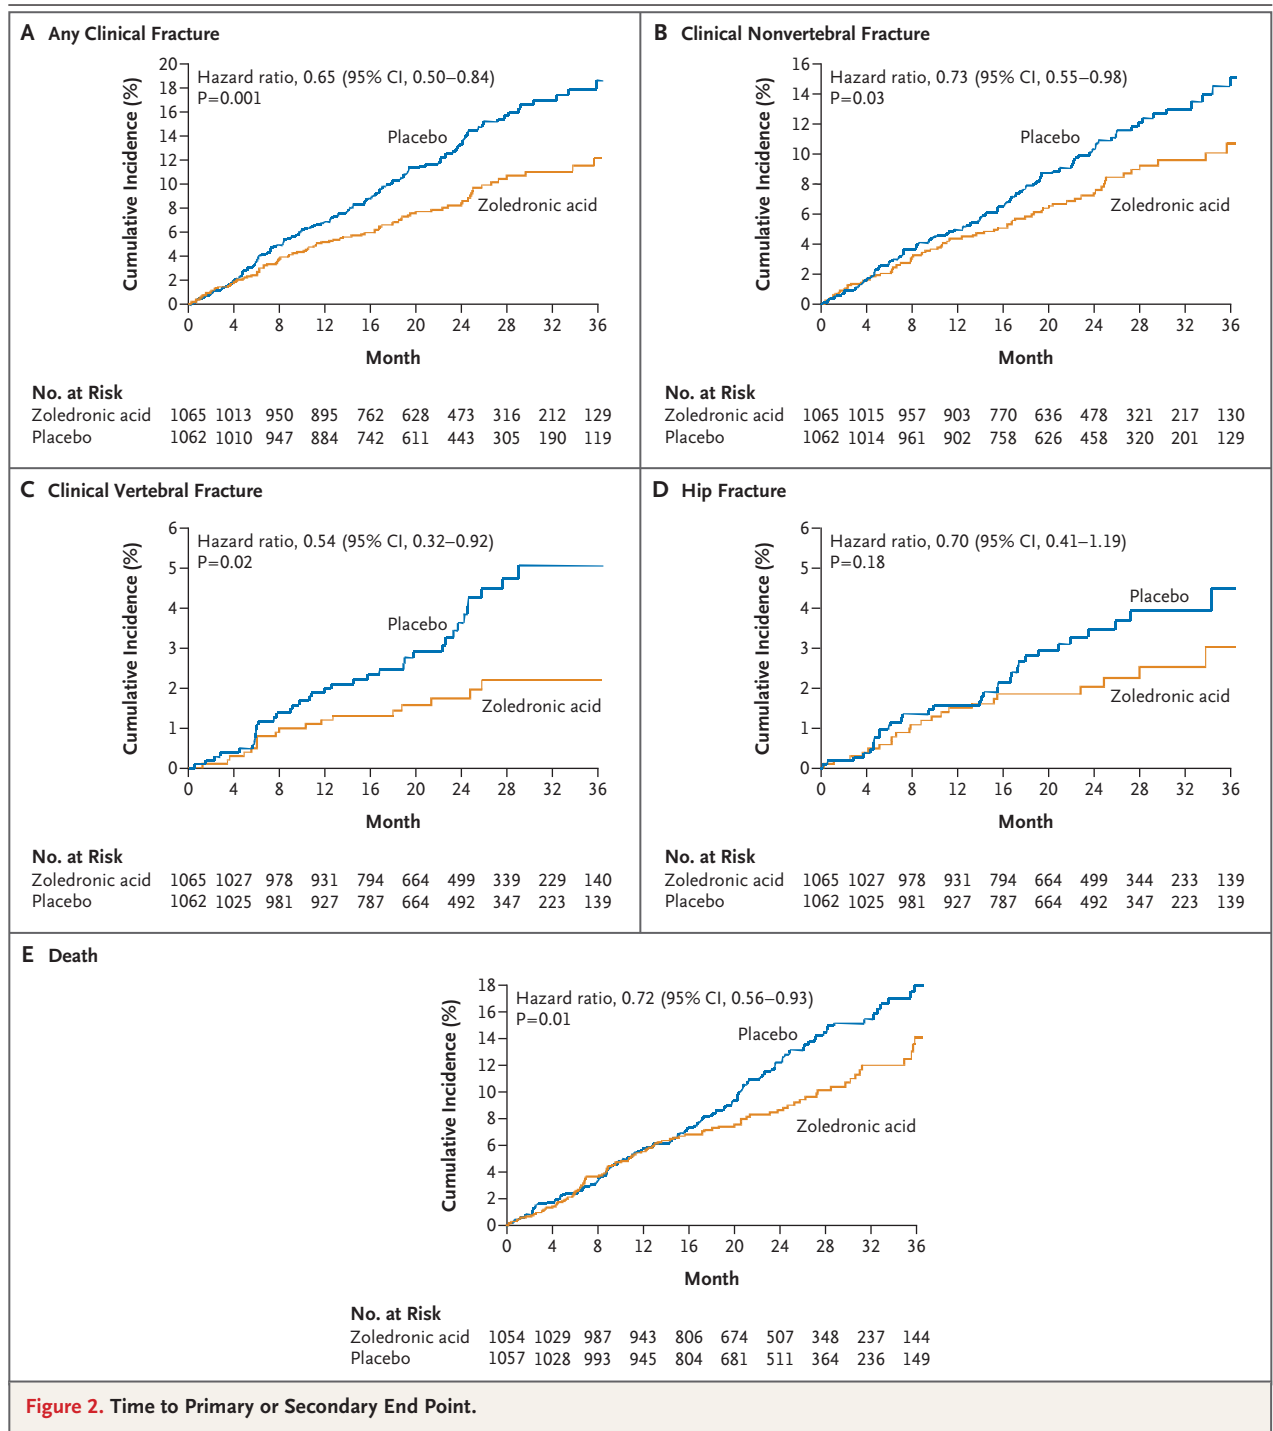 A Any Clinical Fracture
Cumulative Incidence (%)
20
18
16
14
12
10
8
6
4
2
0
Hazard ratio, 0.65 (95% CI, 0.50–0.84)
P=0.001
Placebo
Zoledronic acid
0 4 8 12 16 20 24 28 32 36
Month
No. at Risk
Zoledronic acid 1065 1013 950 895 762 628 473 316 212 129
Placebo 1062 1010 947 884 742 611 443 305 190 119
B Clinical Nonvertebral Fracture
Cumulative Incidence (%)
16
14
12
10
8
6
4
2
0
Hazard ratio, 0.73 (95% CI, 0.55–0.98)
P=0.03
Placebo
Zoledronic acid
0 4 8 12 16 20 24 28 32 36
Month
No. at Risk
Zoledronic acid 1065 1015 957 903 770 636 478 321 217 130
Placebo 1062 1014 961 902 758 626 458 320 201 129
C Clinical Vertebral Fracture
Cumulative Incidence (%)
6
5
4
3
2
1
0
Hazard ratio, 0.54 (95% CI, 0.32–0.92)
P=0.02
Placebo
Zoledronic acid
0 4 8 12 16 20 24 28 32 36
Month
No. at Risk
Zoledronic acid 1065 1027 978 931 794 664 499 339 229 140
Placebo 1062 1025 981 927 787 664 492 347 223 139
D Hip Fracture
Cumulative Incidence (%)
6
5
4
3
2
1
0
Hazard ratio, 0.70 (95% CI, 0.41–1.19)
P=0.18
Placebo
Zoledronic acid
0 4 8 12 16 20 24 28 32 36
Month
No. at Risk
Zoledronic acid 1065 1027 978 931 794 664 499 344 233 139
Placebo 1062 1025 981 927 787 664 492 347 223 139
E Death
Cumulative Incidence (%)
18
16
14
12
10
8
6
4
2
0
Hazard ratio, 0.72 (95% CI, 0.56–0.93)
P=0.01
Placebo
Zoledronic acid
0 4 8 12 16 20 24 28 32 36
Month
No. at Risk
Zoledronic acid 1054 1029 987 943 806 674 507 348 237 144
Placebo 1057 1028 993 945 804 681 511 364 236 149
Figure 2. Time to Primary or Secondary End Point.